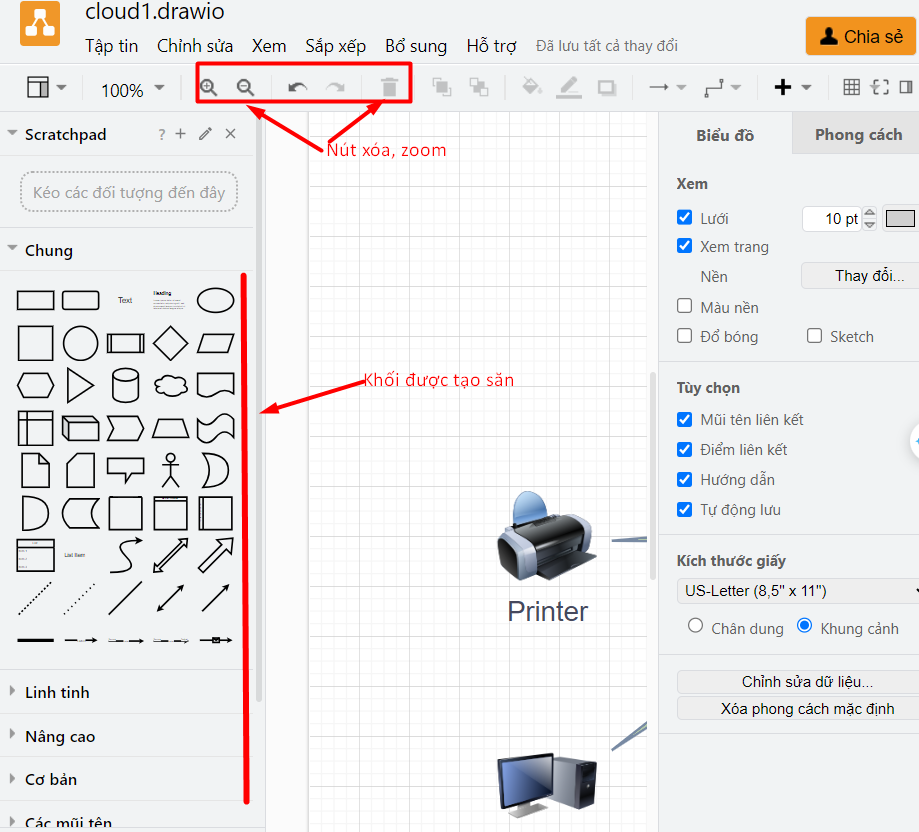 cloud1.drawio
Tập tin Chỉnh sửa Xem Sắp xếp Bổ sung Hỗ trợ Đã lưu tất cả thay đổi
Chia sẻ
100%
Nút xóa, zoom
Scratchpad ?
Kéo các đối tượng đến đây
Chung
Text
Heading
List Item
Khối được tạo săn
Linh tinh
Nâng cao
Cơ bản
Các mũi tên
Printer
Biểu đồ Phong cách
Xem
Lưới 10 pt
Xem trang
Nền Thay đổi...
Màu nền
Đổ bóng Sketch
Tùy chọn
Mũi tên liên kết
Điểm liên kết
Hướng dẫn
Tự động lưu
Kích thước giấy
US-Letter (8,5" x 11")
Chân dung Khung cảnh
Chỉnh sửa dữ liệu...
Xóa phong cách mặc định